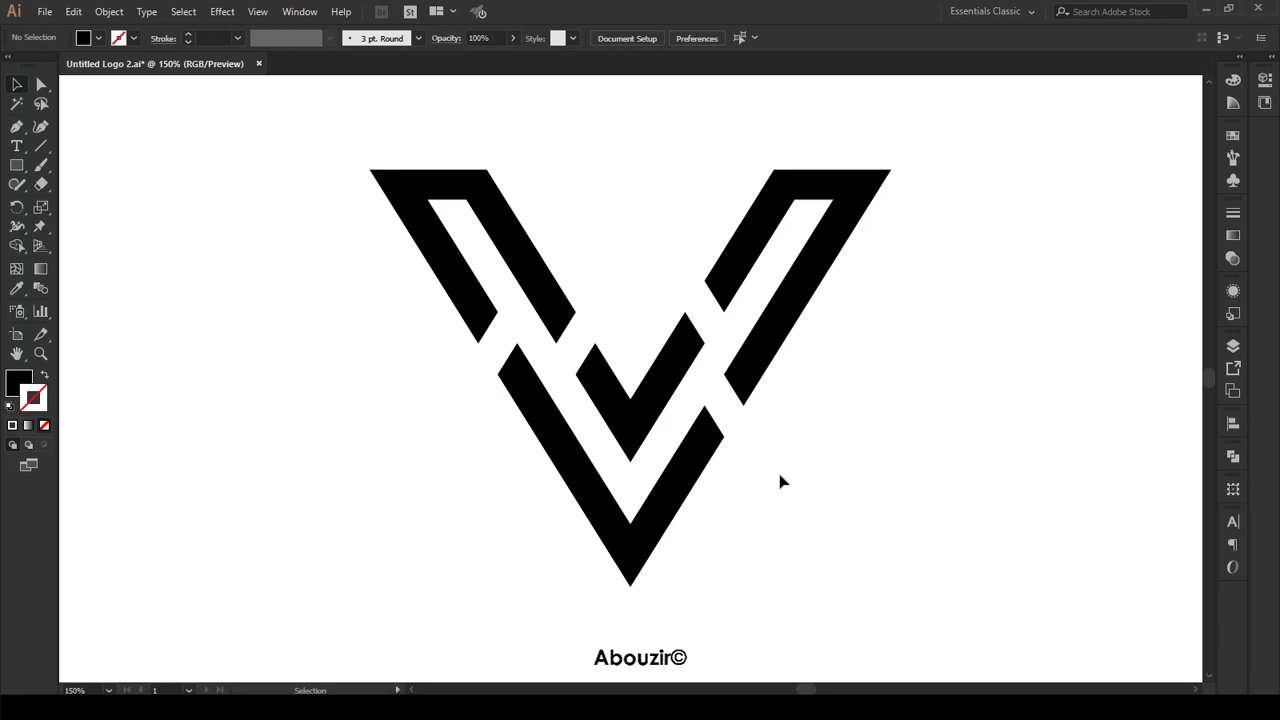 Ai File Edit Object Type Select Effect View Window Help Br St Essentials Classic Search Adobe Stock
No Selection Stroke: 3 pt. Round Opacity: 100% Style: Document Setup Preferences
Untitled Logo 2.ai* @ 150% (RGB/Preview)
Abouzir©
150% 1 Selection